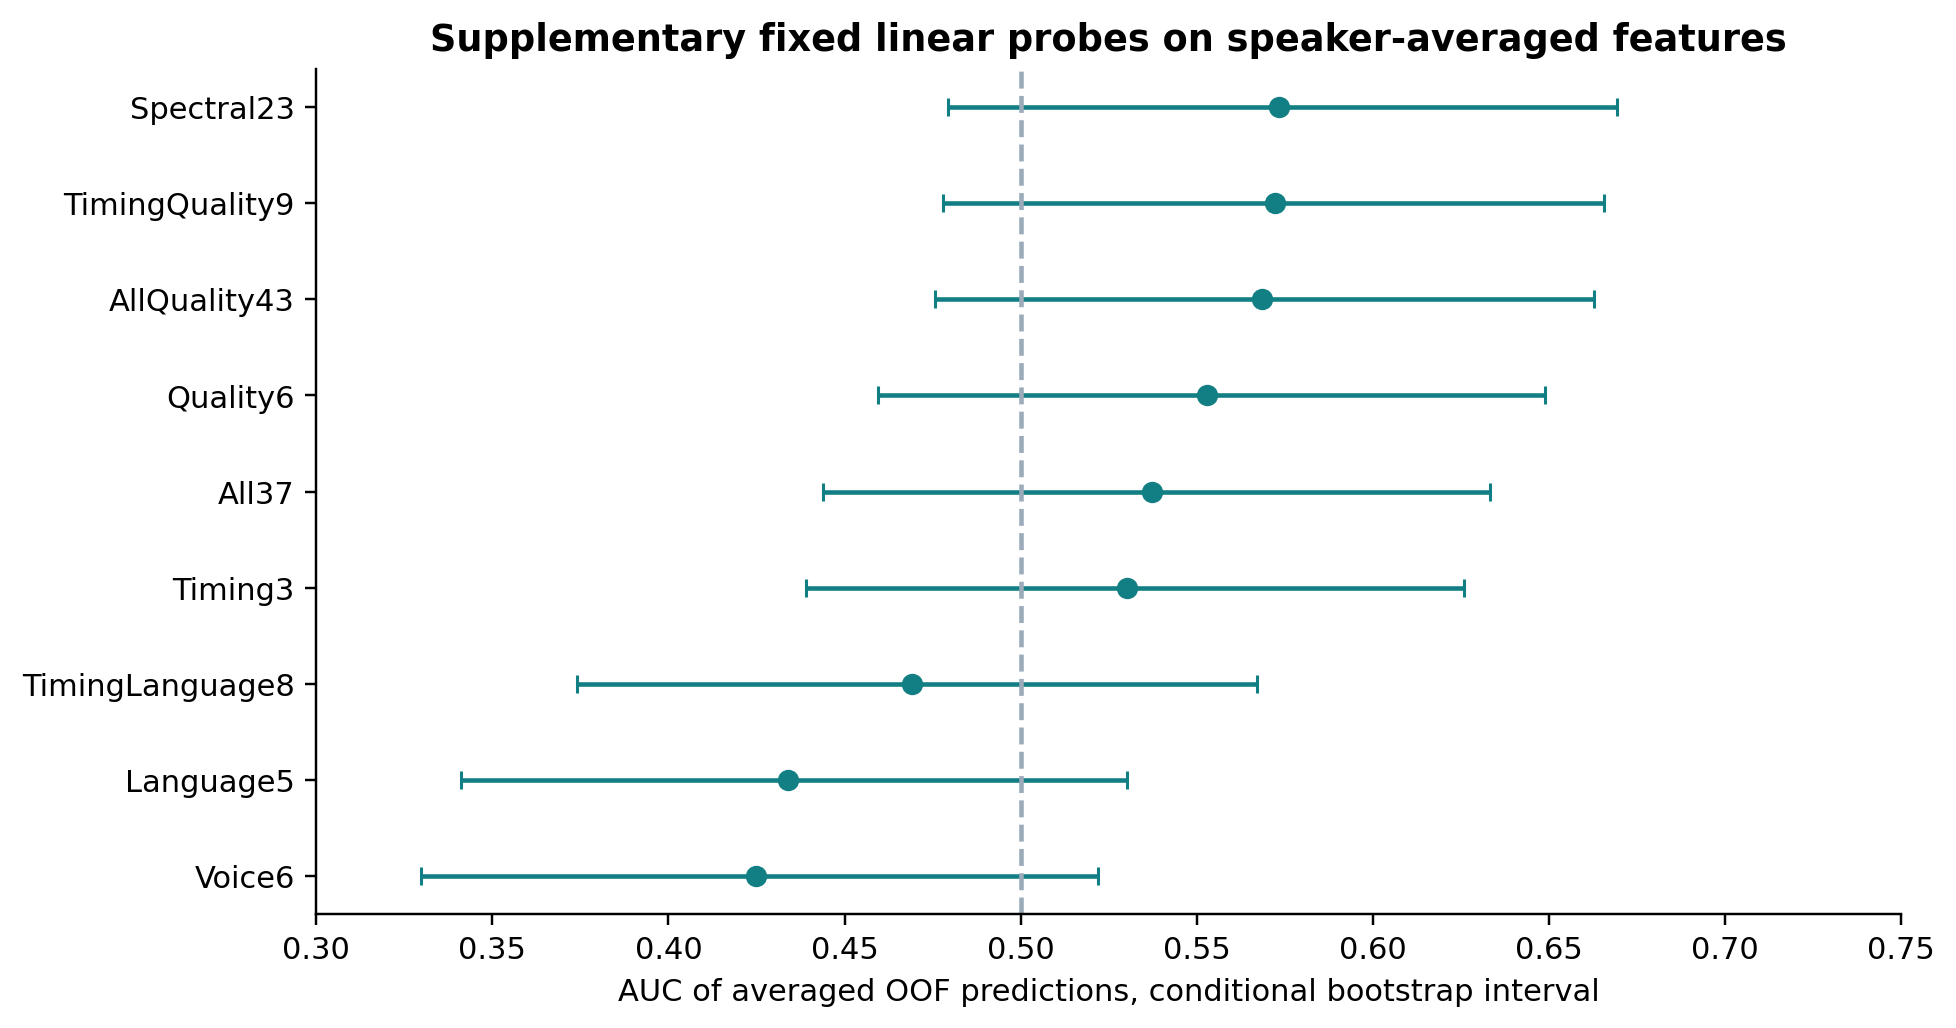 Supplementary fixed linear probes on speaker-averaged features
Spectral23
TimingQuality9
AllQuality43
Quality6
All37
Timing3
TimingLanguage8
Language5
Voice6
0.30 0.35 0.40 0.45 0.50 0.55 0.60 0.65 0.70 0.75
AUC of averaged OOF predictions, conditional bootstrap interval